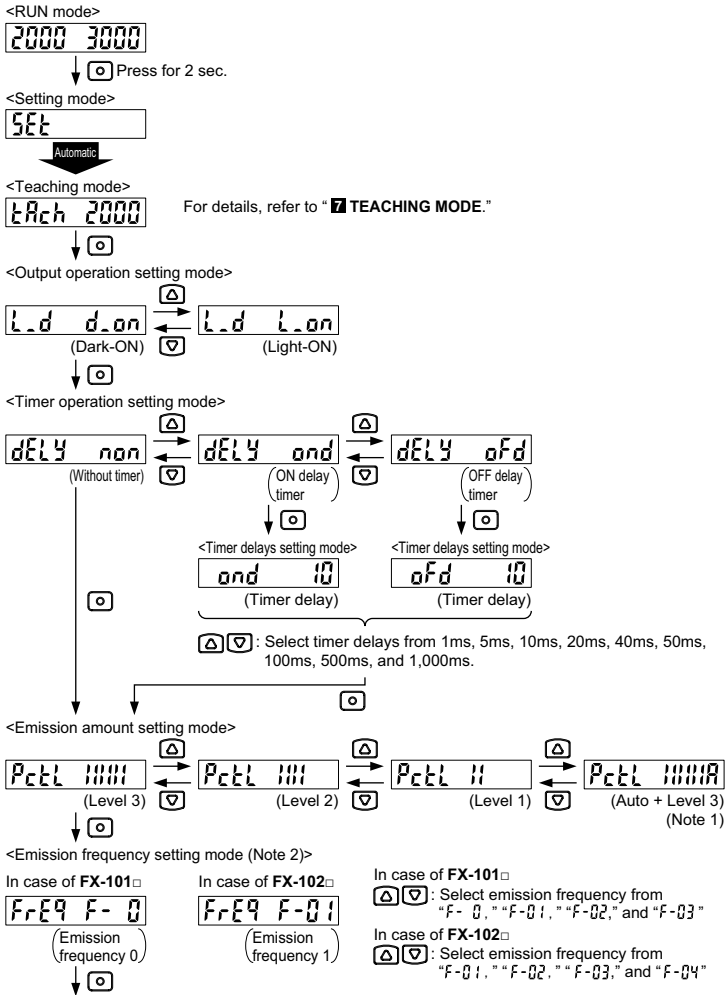 <RUN mode>
2000 3000
Press for 2 sec.
<Setting mode>
SEt
Automatic
<Teaching mode>
tAch 2000
For details, refer to “ 7 TEACHING MODE.”
<Output operation setting mode>
L_d d_on L_d L_on
(Dark-ON) (Light-ON)
<Timer operation setting mode>
dELY non dELY ond dELY oFd
(Without timer) (ON delay timer) (OFF delay timer)
<Timer delays setting mode> <Timer delays setting mode>
ond 10 oFd 10
(Timer delay) (Timer delay)
: Select timer delays from 1ms, 5ms, 10ms, 20ms, 40ms, 50ms,
100ms, 500ms, and 1,000ms.
<Emission amount setting mode>
PctL PctL PctL PctL A
(Level 3) (Level 2) (Level 1) (Auto + Level 3)
(Note 1)
<Emission frequency setting mode (Note 2)>
In case of FX-101□ In case of FX-102□
FrEq F- 0 FrEq F-01
(Emission frequency 0) (Emission frequency 1)
In case of FX-101□
: Select emission frequency from
“F- 0,” “F-01,” “F-02,” and “F-03”
In case of FX-102□
: Select emission frequency from
“F-01,” “F-02,” “F-03,” and “F-04”